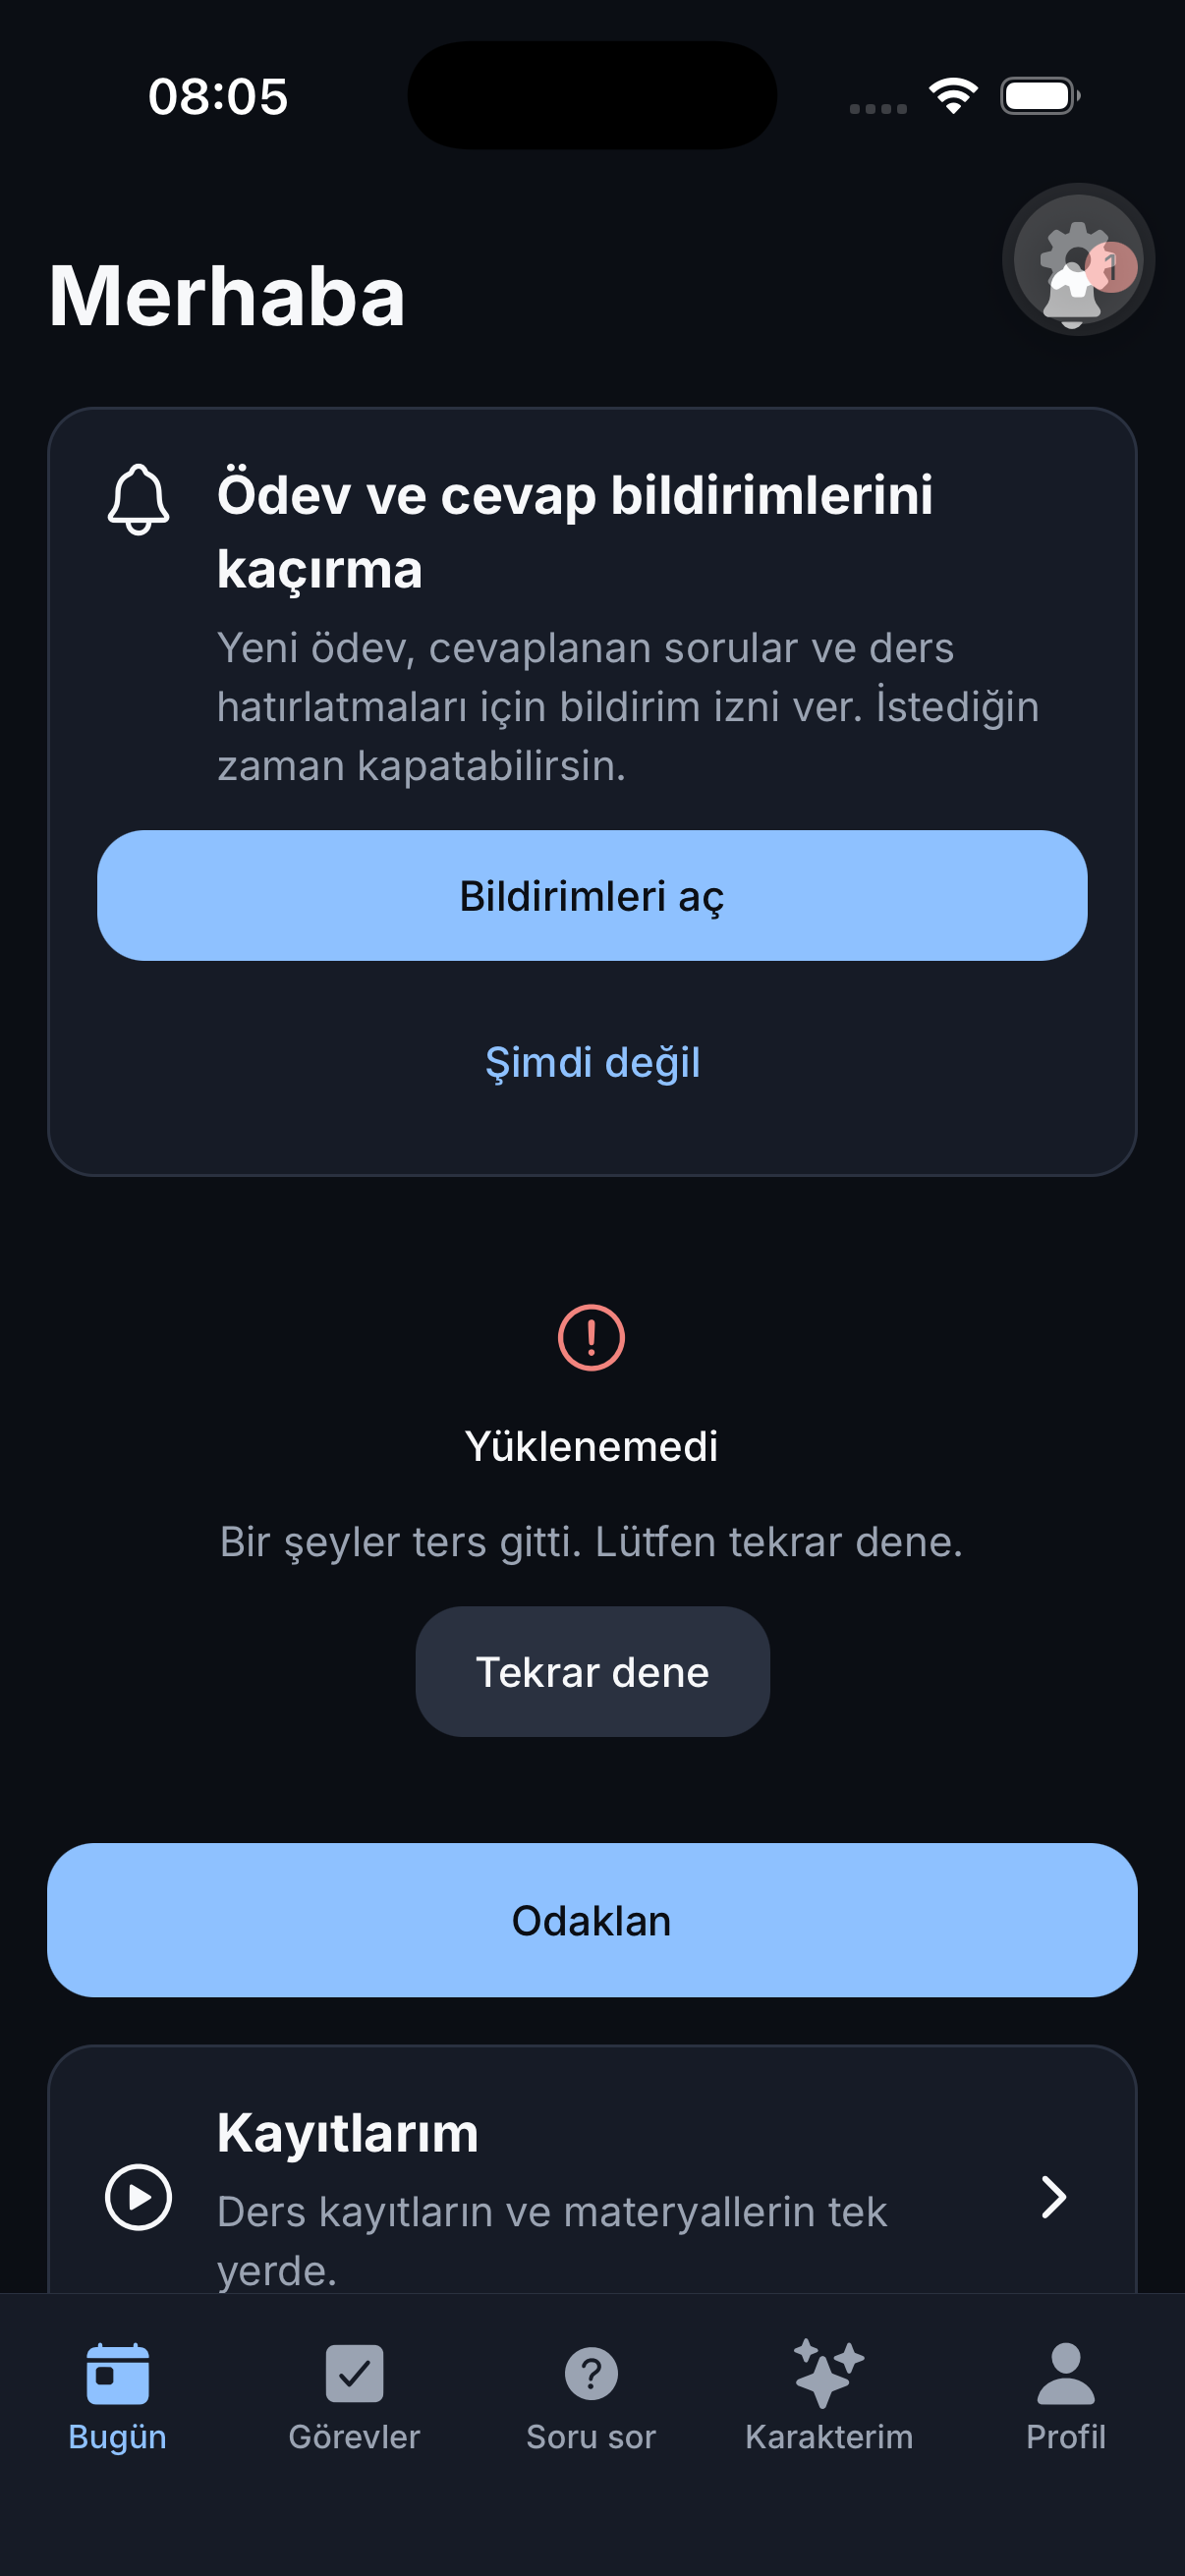 08:05
Merhaba
1
Ödev ve cevap bildirimlerini
kaçırma
Yeni ödev, cevaplanan sorular ve ders
hatırlatmaları için bildirim izni ver. İstediğin
zaman kapatabilirsin.
Bildirimleri aç
Şimdi değil
Yüklenemedi
Bir şeyler ters gitti. Lütfen tekrar dene.
Tekrar dene
Odaklan
Kayıtlarım
Ders kayıtların ve materyallerin tek
yerde.
Bugün
Görevler
Soru sor
Karakterim
Profil